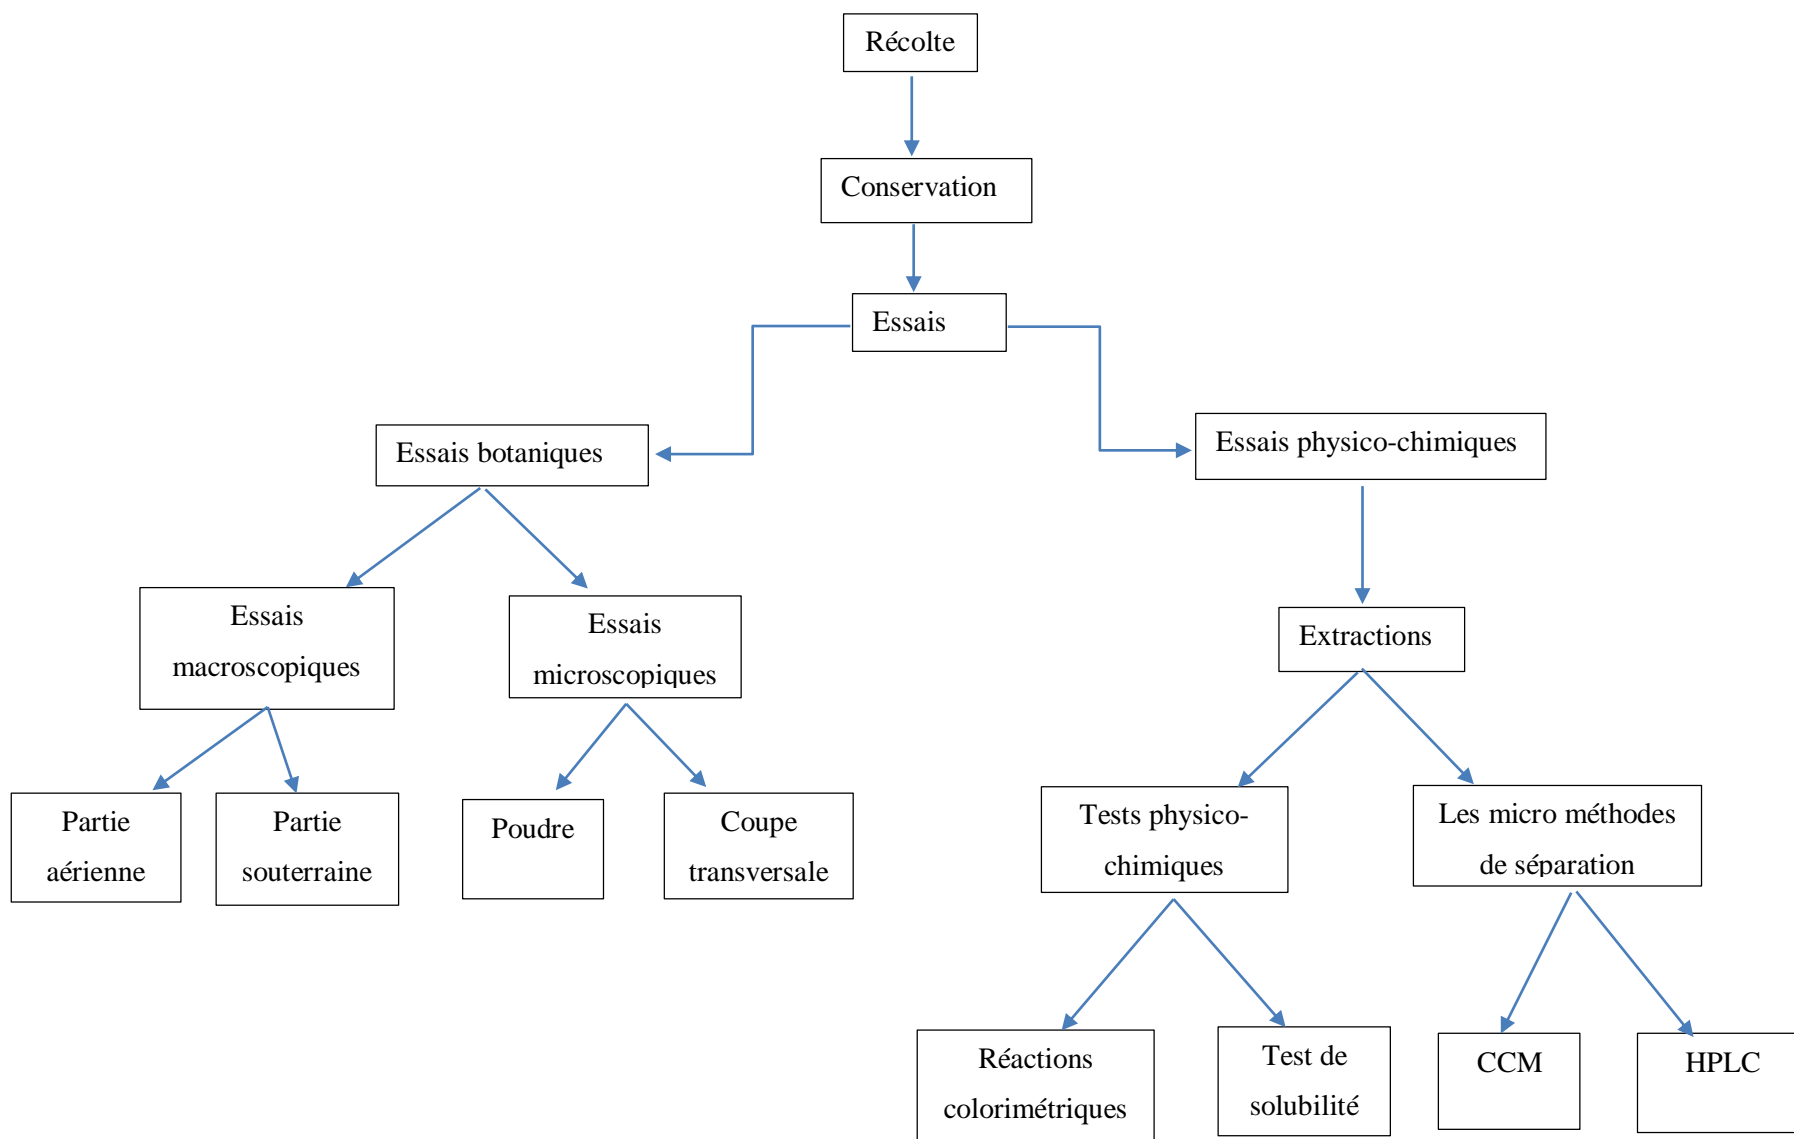 Récolte
Conservation
Essais
Essais botaniques
Essais physico-chimiques
Essais
macroscopiques
Essais
microscopiques
Extractions
Partie
aérienne
Partie
souterraine
Poudre
Coupe
transversale
Tests physico-
chimiques
Les micro méthodes
de séparation
Réactions
colorimétriques
Test de
solubilité
CCM
HPLC